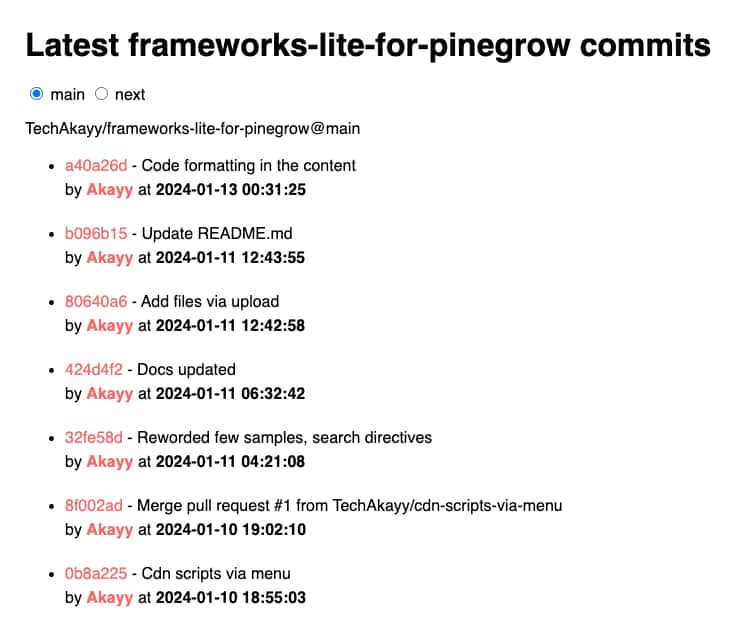 Latest frameworks-lite-for-pinegrow commits
main next
TechAkayy/frameworks-lite-for-pinegrow@main
a40a26d - Code formatting in the content
by Akayy at 2024-01-13 00:31:25
b096b15 - Update README.md
by Akayy at 2024-01-11 12:43:55
80640a6 - Add files via upload
by Akayy at 2024-01-11 12:42:58
424d4f2 - Docs updated
by Akayy at 2024-01-11 06:32:42
32fe58d - Reworded few samples, search directives
by Akayy at 2024-01-11 04:21:08
8f002ad - Merge pull request #1 from TechAkayy/cdn-scripts-via-menu
by Akayy at 2024-01-10 19:02:10
0b8a225 - Cdn scripts via menu
by Akayy at 2024-01-10 18:55:03